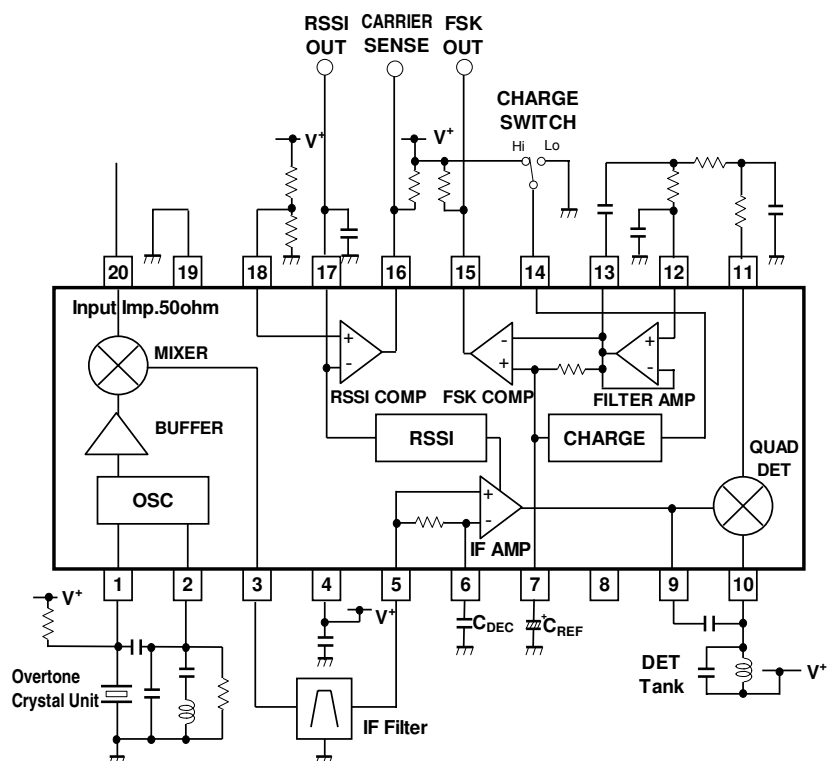 RSSI OUT
CARRIER SENSE
FSK OUT
CHARGE SWITCH
V+
V+
Hi
Lo
20
19
18
17
16
15
14
13
12
11
Input Imp.50ohm
MIXER
+
-
RSSI COMP
-
+
FSK COMP
+
-
FILTER AMP
BUFFER
RSSI
CHARGE
QUAD DET
OSC
+
-
IF AMP
1
2
3
4
5
6
7
8
9
10
V+
V+
CDEC
+
CREF
Overtone
Crystal Unit
IF Filter
DET
Tank
V+